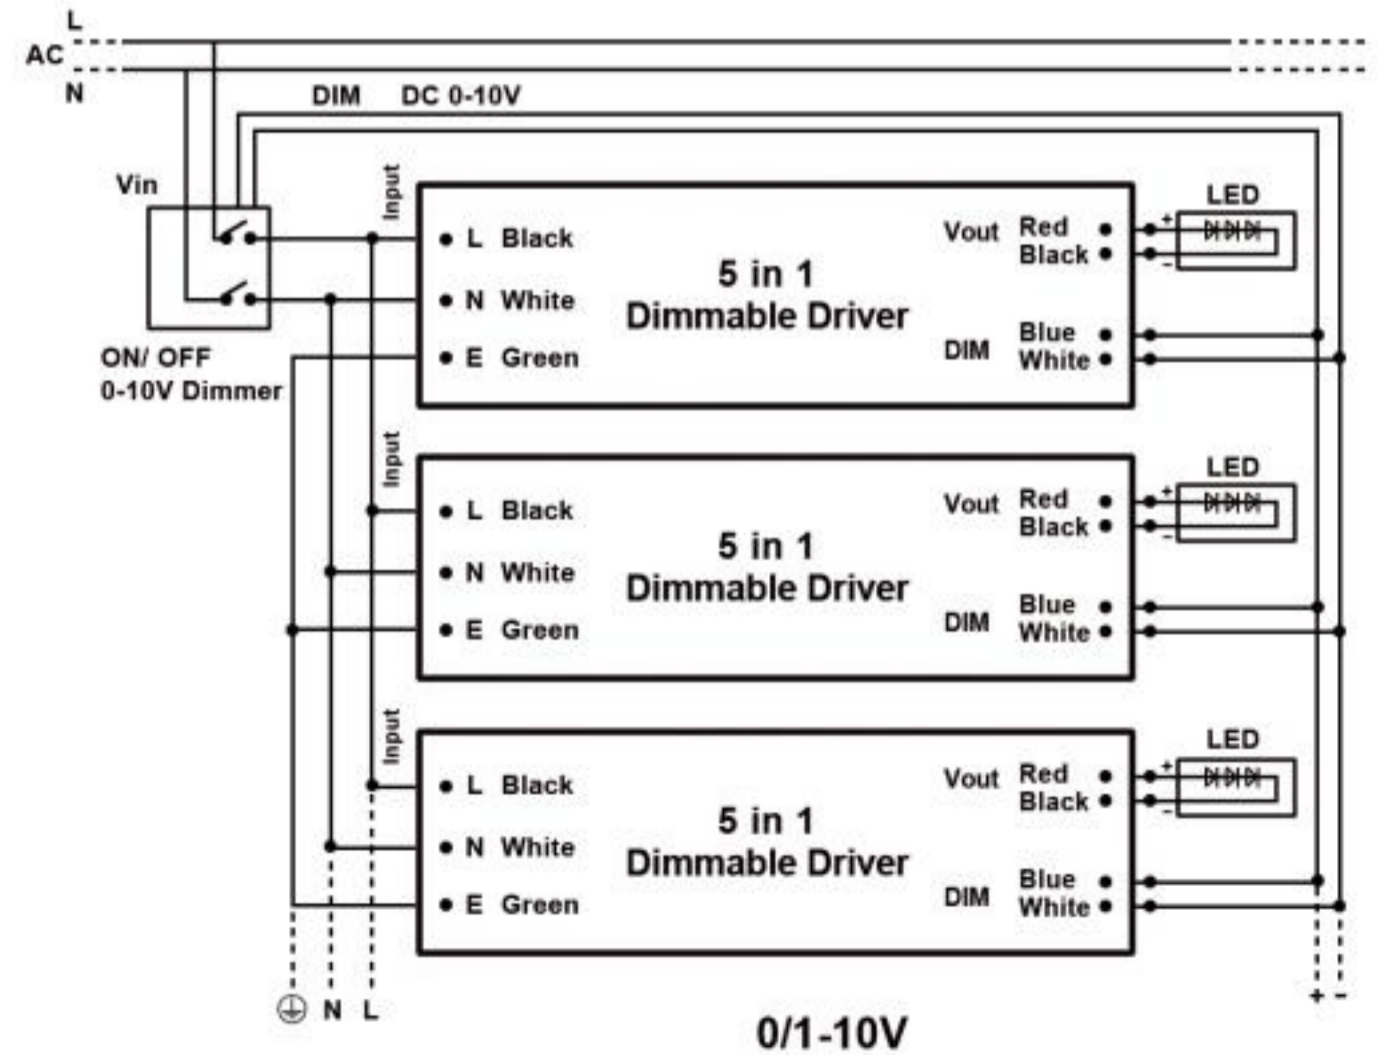 L
AC
N
DIM DC 0-10V
Vin
ON/ OFF
0-10V Dimmer
Input
L Black
N White
E Green
5 in 1
Dimmable Driver
Vout Red
Black
DIM Blue
White
LED
+
−
Input
L Black
N White
E Green
5 in 1
Dimmable Driver
Vout Red
Black
DIM Blue
White
LED
+
−
Input
L Black
N White
E Green
5 in 1
Dimmable Driver
Vout Red
Black
DIM Blue
White
LED
+
−
N L
+ −
0/1-10V